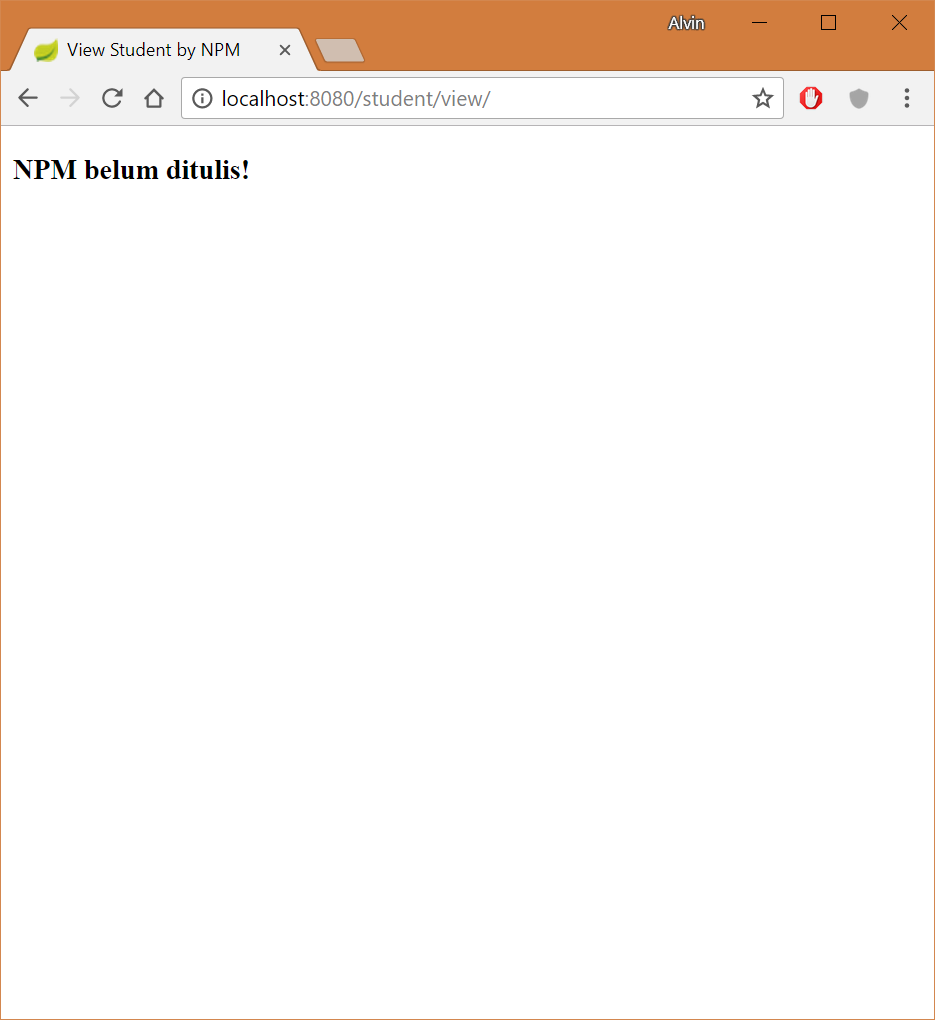 Alvin
View Student by NPM
localhost:8080/student/view/
NPM belum ditulis!